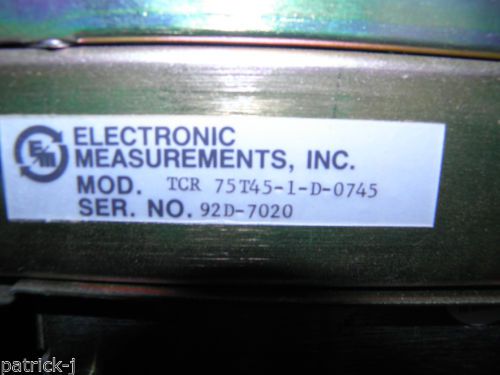 E/M ELECTRONIC
MEASUREMENTS, INC.
MOD. TCR 75T45-1-D-0745
SER. NO. 92D-7020
patrick-j